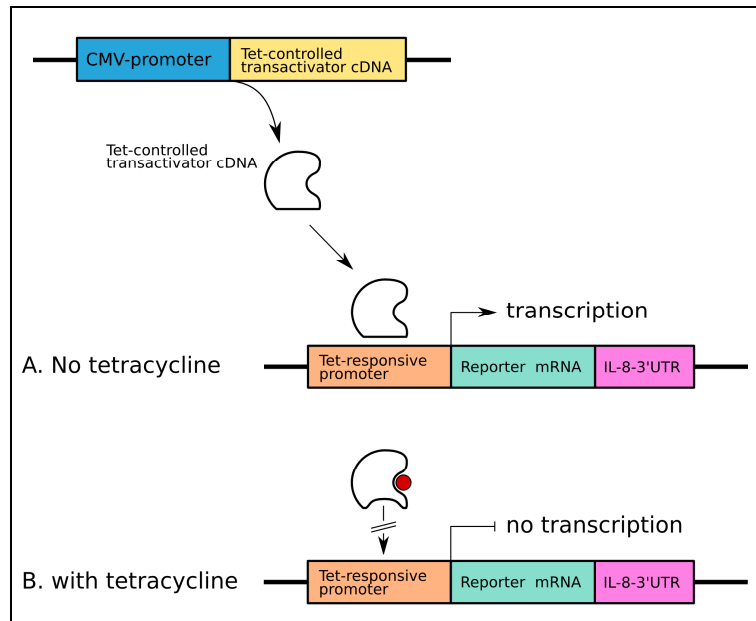 CMV-promoter
Tet-controlled
transactivator cDNA
Tet-controlled
transactivator cDNA
transcription
A. No tetracycline
Tet-responsive
promoter
Reporter mRNA
IL-8-3'UTR
no transcription
B. with tetracycline
Tet-responsive
promoter
Reporter mRNA
IL-8-3'UTR